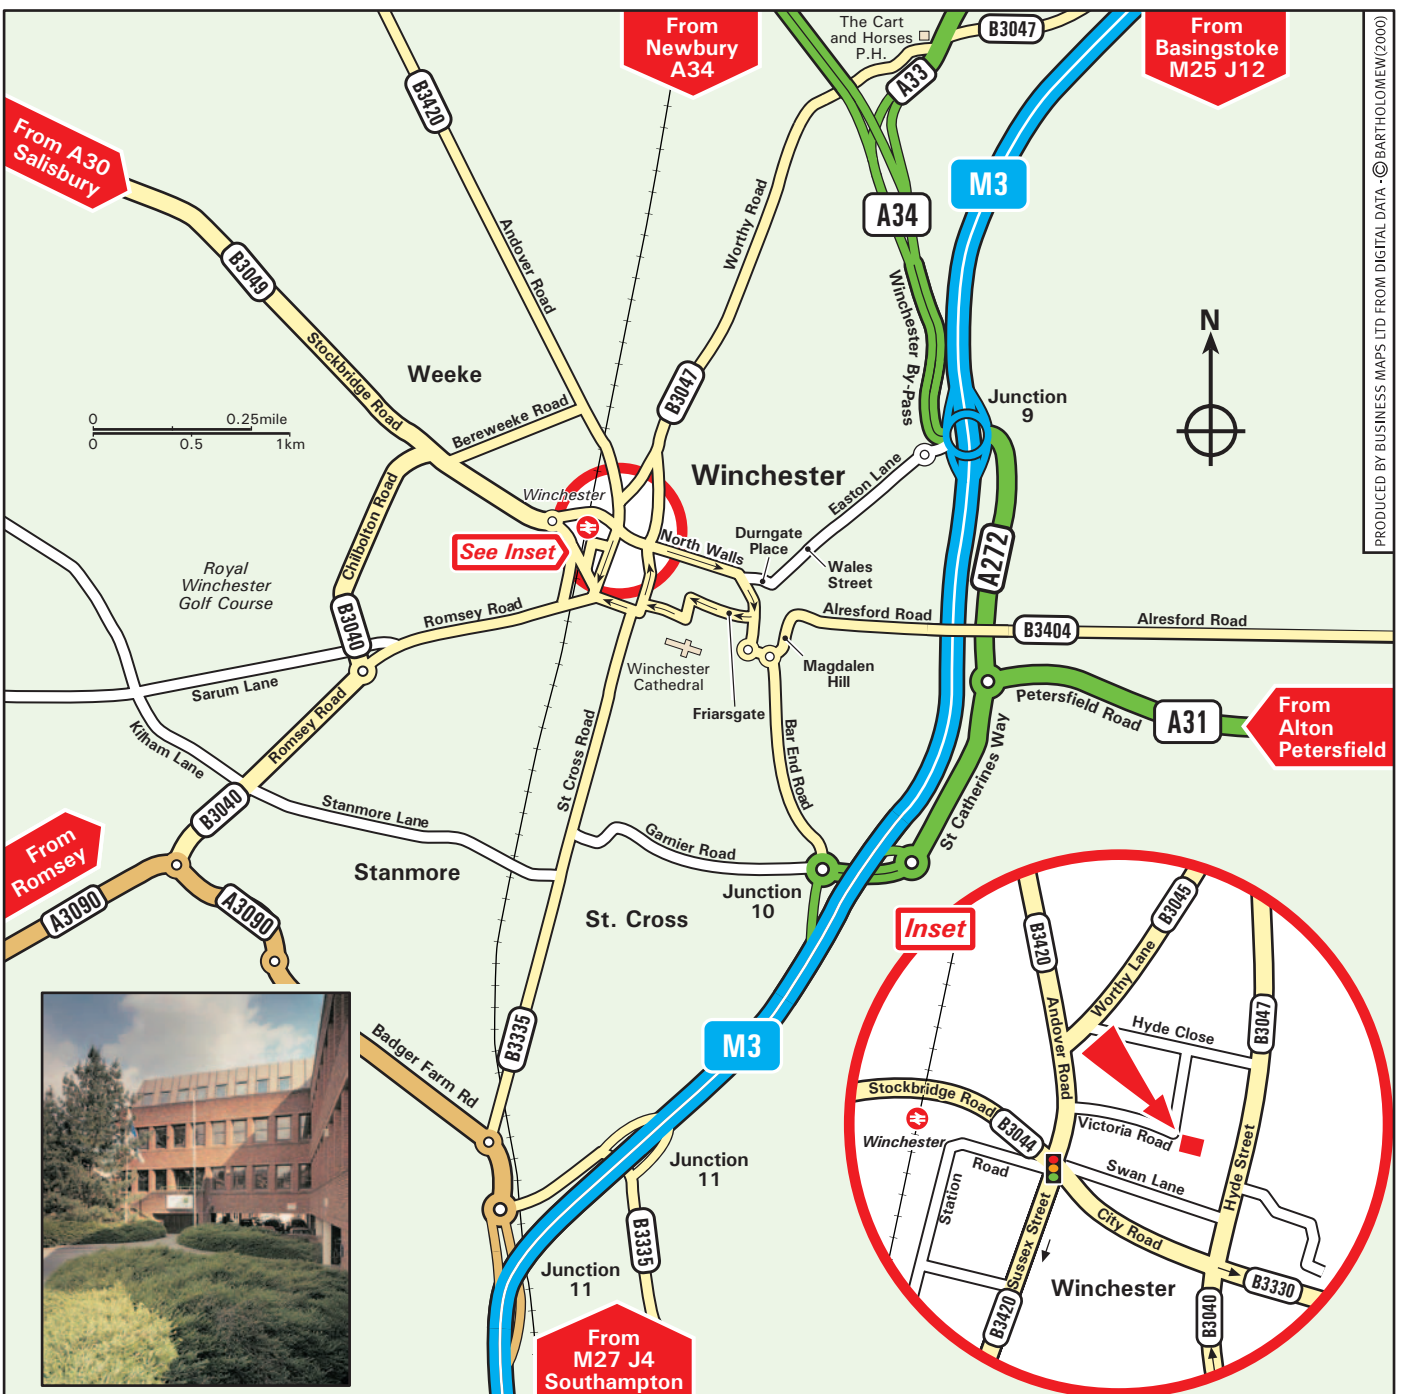 From
Newbury
A34
The Cart
and Horses
P.H.
B3047
From
Basingstoke
M25 J12
PRODUCED BY BUSINESS MAPS LTD FROM DIGITAL DATA - © BARTHOLOMEW(2000)
B3420
A33
From A30
Salisbury
M3
A34
Worthy Road
Andover Road
B3049
Winchester By-Pass
N
Stockbridge Road
Weeke
B3047
Junction
9
0 0.25mile
0 0.5 1km
Bereweeke Road
Winchester
Easton Lane
Chilbolton Road
Winchester
See Inset
North Walls
Durngate
Place
Wales
Street
A272
Royal
Winchester
Golf Course
B3040
Romsey Road
Alresford Road
B3404
Alresford Road
Winchester
Cathedral
Magdalen
Hill
Sarum Lane
Friarsgate
Petersfield Road
A31
From
Alton
Petersfield
Kilham Lane
Romsey Road
St Cross Road
Bar End Road
St Catherines Way
B3040
Stanmore Lane
Garnier Road
From
Romsey
Stanmore
Junction
10
A3090
A3090
St. Cross
Inset
B3420
B3045
Worthy Lane
Andover Road
Hyde Close
B3047
B3335
M3
Badger Farm Rd
Stockbridge Road
Winchester
B3044
Victoria Road
Road
Station
Swan Lane
Hyde Street
Junction
11
Sussex Street
City Road
B3335
Junction
11
Winchester
B3330
B3420
B3040
From
M27 J4
Southampton